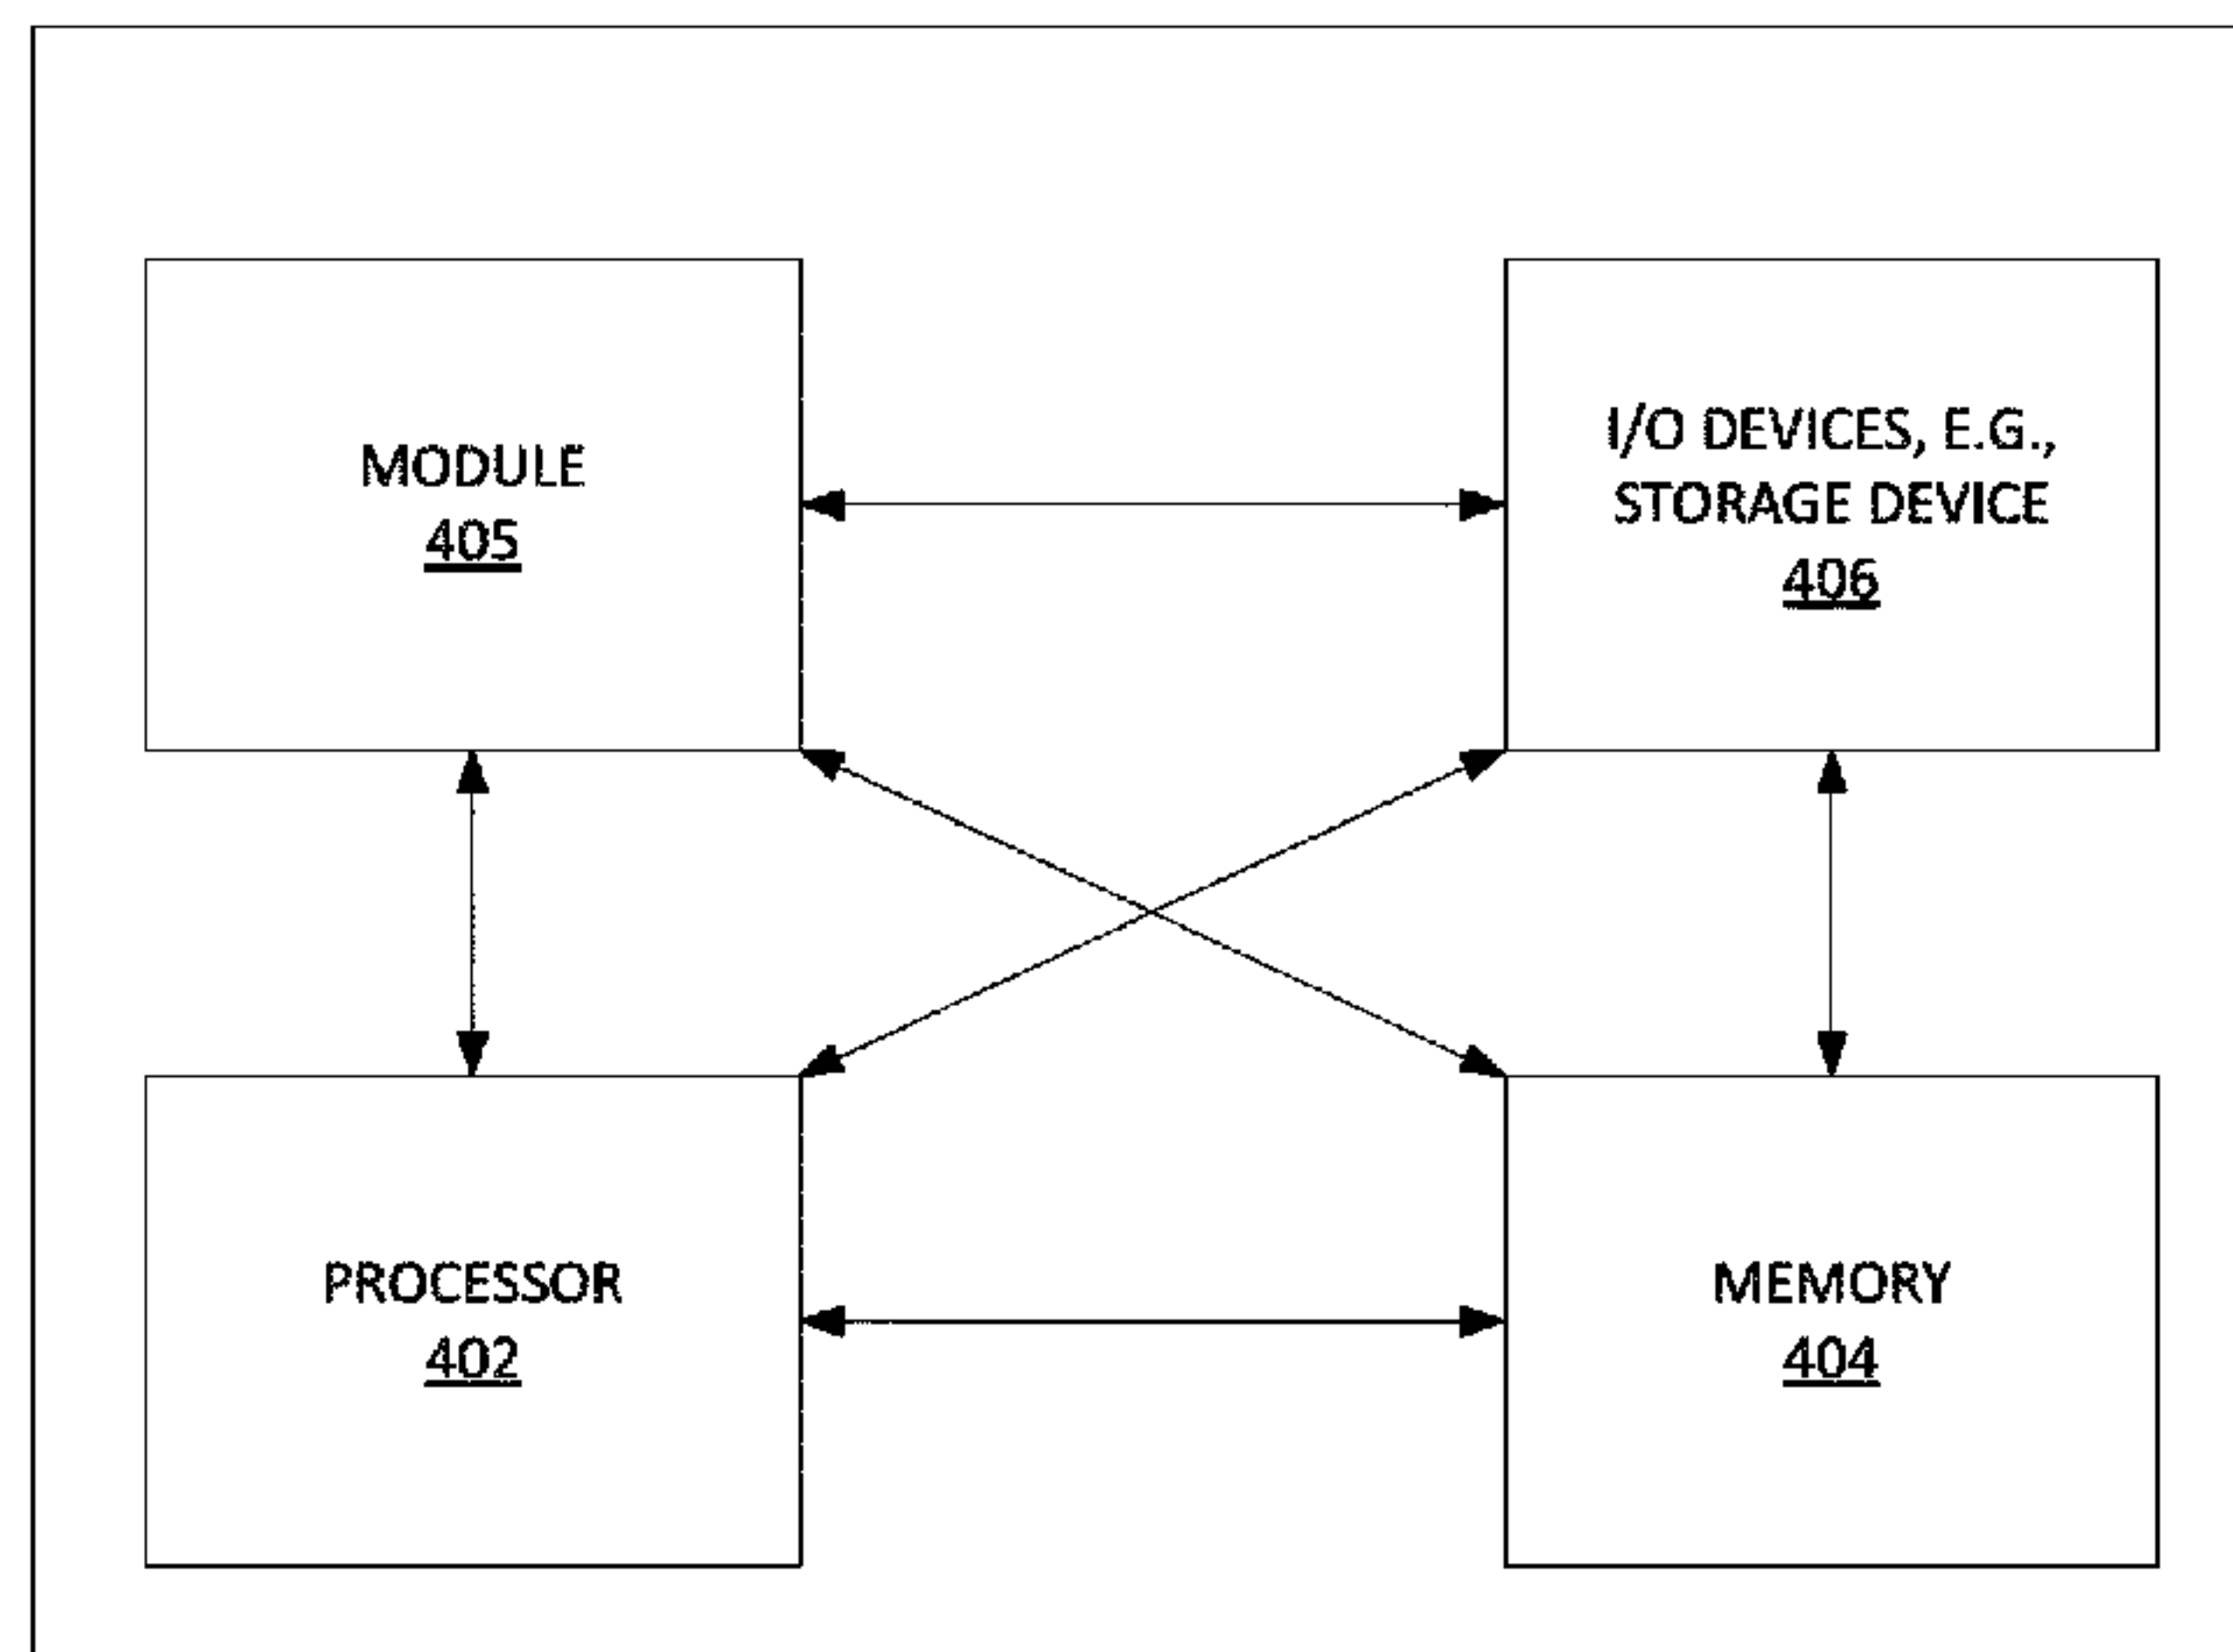 MODULE
405
I/O DEVICES, E.G.,
STORAGE DEVICE
406
PROCESSOR
402
MEMORY
404